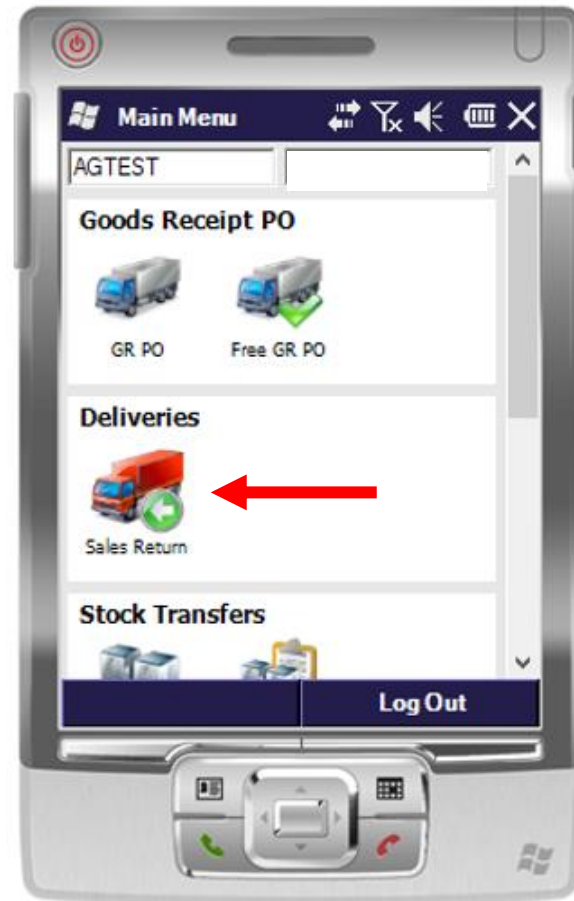 Main Menu
AGTEST
Goods Receipt PO
GR PO Free GR PO
Deliveries
Sales Return
Stock Transfers
Log Out